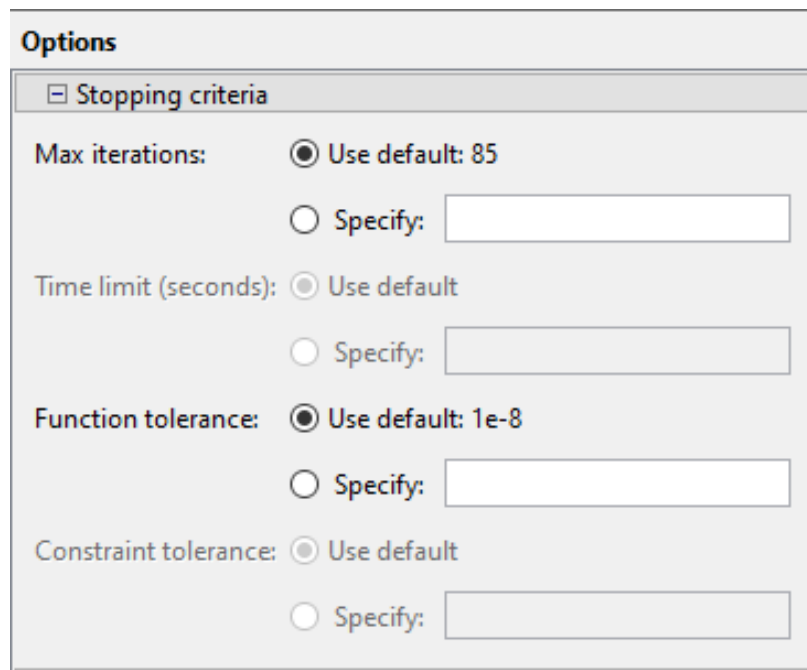 Options
Stopping criteria
Max iterations: Use default: 85
Specify:
Time limit (seconds): Use default
Specify:
Function tolerance: Use default: 1e-8
Specify:
Constraint tolerance: Use default
Specify: